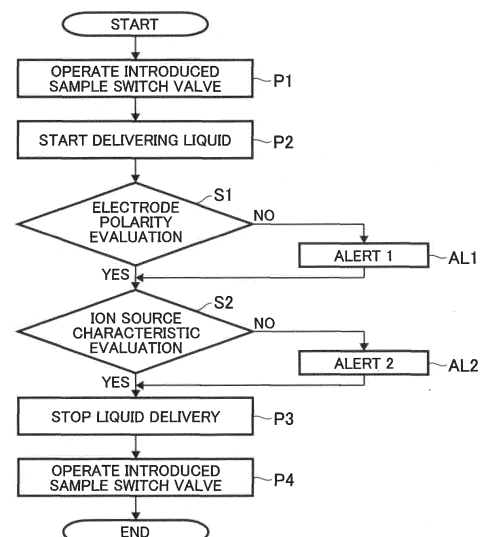 START
OPERATE INTRODUCED
SAMPLE SWITCH VALVE
P1
START DELIVERING LIQUID
P2
S1
ELECTRODE
POLARITY
EVALUATION
NO
ALERT 1
AL1
YES
S2
ION SOURCE
CHARACTERISTIC
EVALUATION
NO
ALERT 2
AL2
YES
STOP LIQUID DELIVERY
P3
OPERATE INTRODUCED
SAMPLE SWITCH VALVE
P4
END